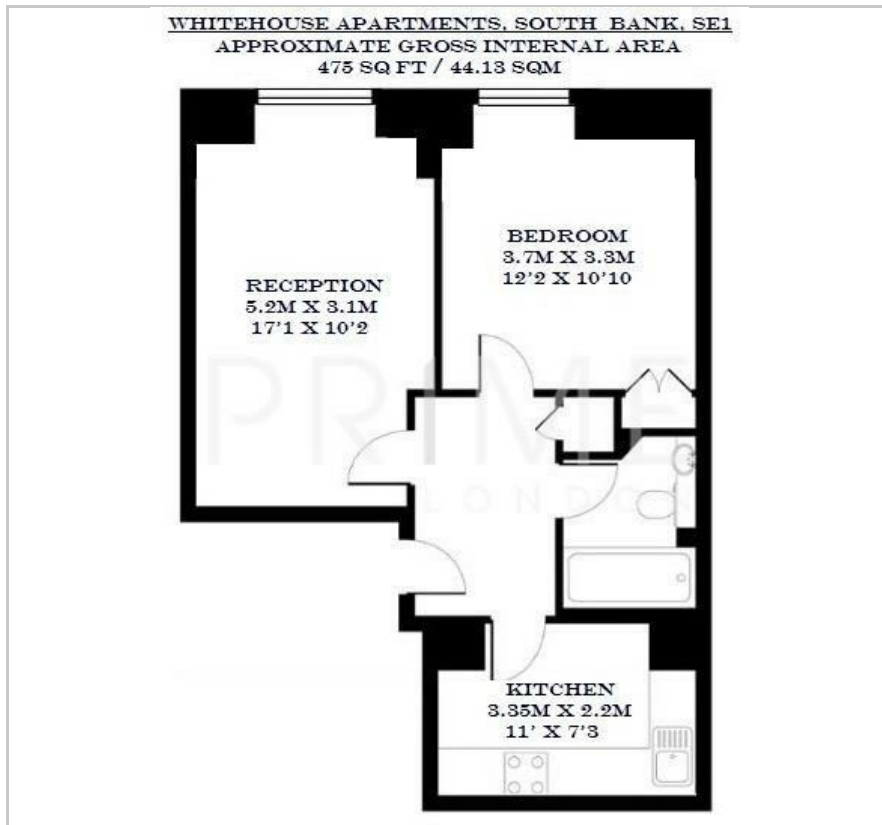 WHITEHOUSE APARTMENTS, SOUTH BANK, SE1
APPROXIMATE GROSS INTERNAL AREA
475 SQ FT / 44.13 SQM
BEDROOM
3.7M X 3.3M
12'2 X 10'10
RECEPTION
5.2M X 3.1M
17'1 X 10'2
PRIME
LONDON
KITCHEN
3.35M X 2.2M
11' X 7'3